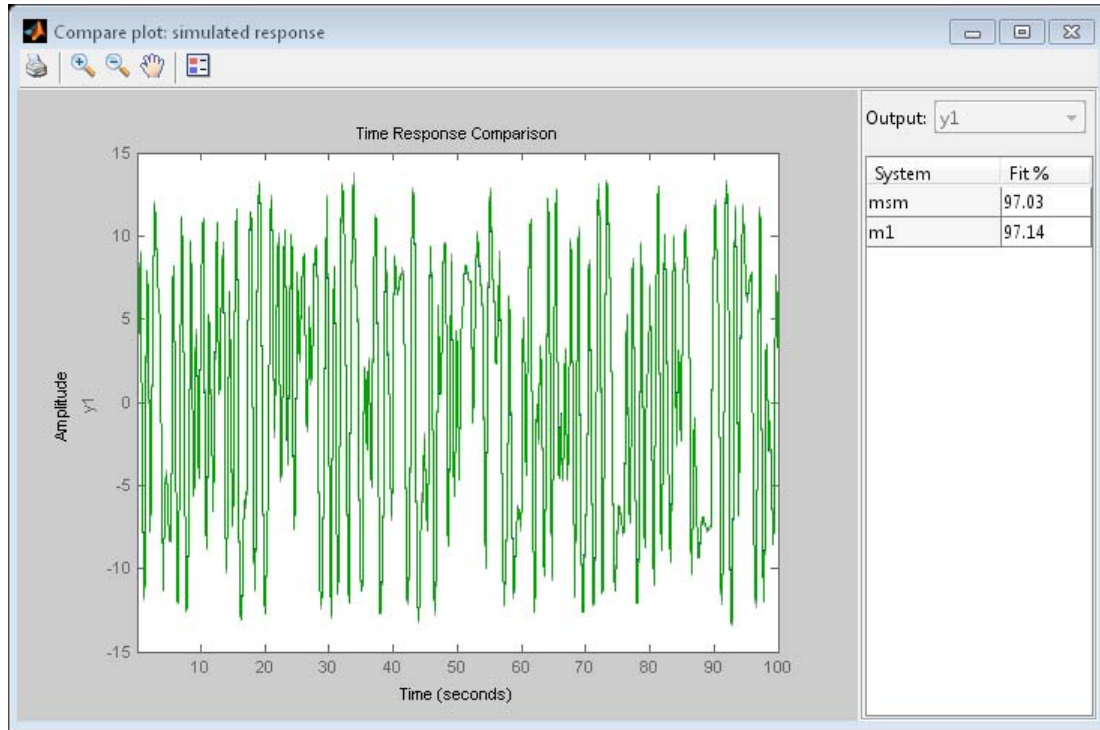 Compare plot: simulated response
Time Response Comparison
15
10
5
0
-5
-10
-15
Amplitude
y1
10 20 30 40 50 60 70 80 90 100
Time (seconds)
Output: y1
System Fit %
msm 97.03
m1 97.14